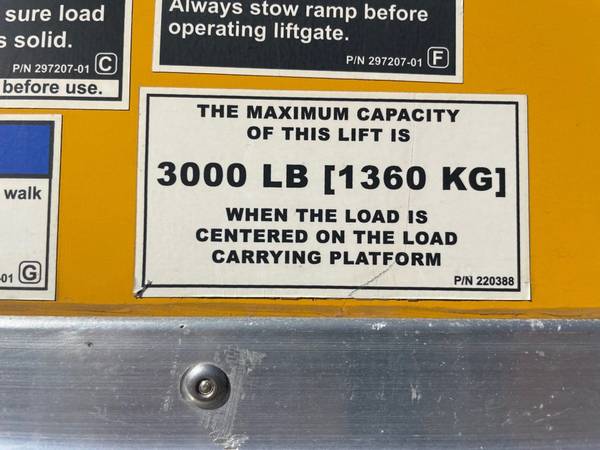 sure load
s solid.
P/N 297207-01 C
before use.
Always stow ramp before
operating liftgate.
P/N 297207-01 F
walk
-01 G
THE MAXIMUM CAPACITY
OF THIS LIFT IS
3000 LB [1360 KG]
WHEN THE LOAD IS
CENTERED ON THE LOAD
CARRYING PLATFORM
P/N 220388